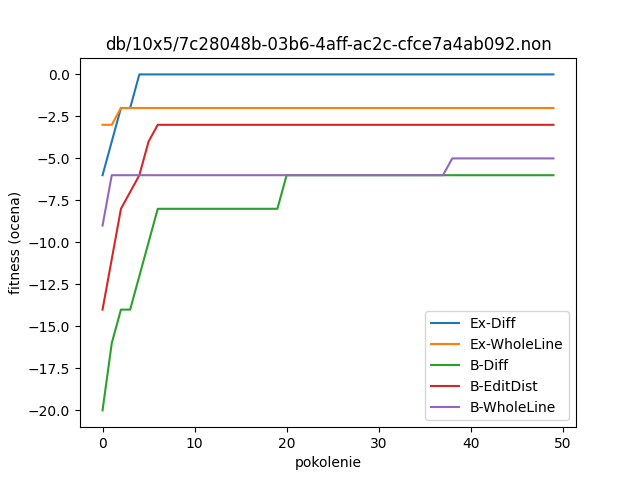 db/10x5/7c28048b-03b6-4aff-ac2c-cfce7a4ab092.non
0.0
−2.5
−5.0
−7.5
−10.0
−12.5
−15.0
−17.5
−20.0
fitness (ocena)
Ex-Diff
Ex-WholeLine
B-Diff
B-EditDist
B-WholeLine
0 10 20 30 40 50
pokolenie